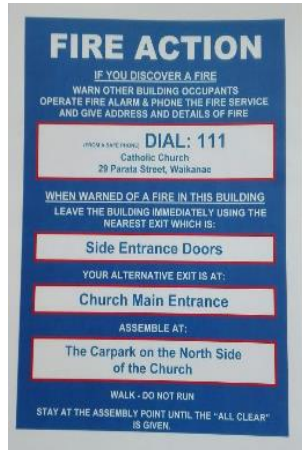 FIRE ACTION
IF YOU DISCOVER A FIRE
WARN OTHER BUILDING OCCUPANTS
OPERATE FIRE ALARM & PHONE THE FIRE SERVICE
AND GIVE ADDRESS AND DETAILS OF FIRE
(FROM A SAFE PHONE) DIAL: 111
Catholic Church
29 Parata Street, Waikanae
WHEN WARNED OF A FIRE IN THIS BUILDING
LEAVE THE BUILDING IMMEDIATELY USING THE
NEAREST EXIT WHICH IS:
Side Entrance Doors
YOUR ALTERNATIVE EXIT IS AT:
Church Main Entrance
ASSEMBLE AT:
The Carpark on the North Side
of the Church
WALK - DO NOT RUN
STAY AT THE ASSEMBLY POINT UNTIL THE "ALL CLEAR"
IS GIVEN.